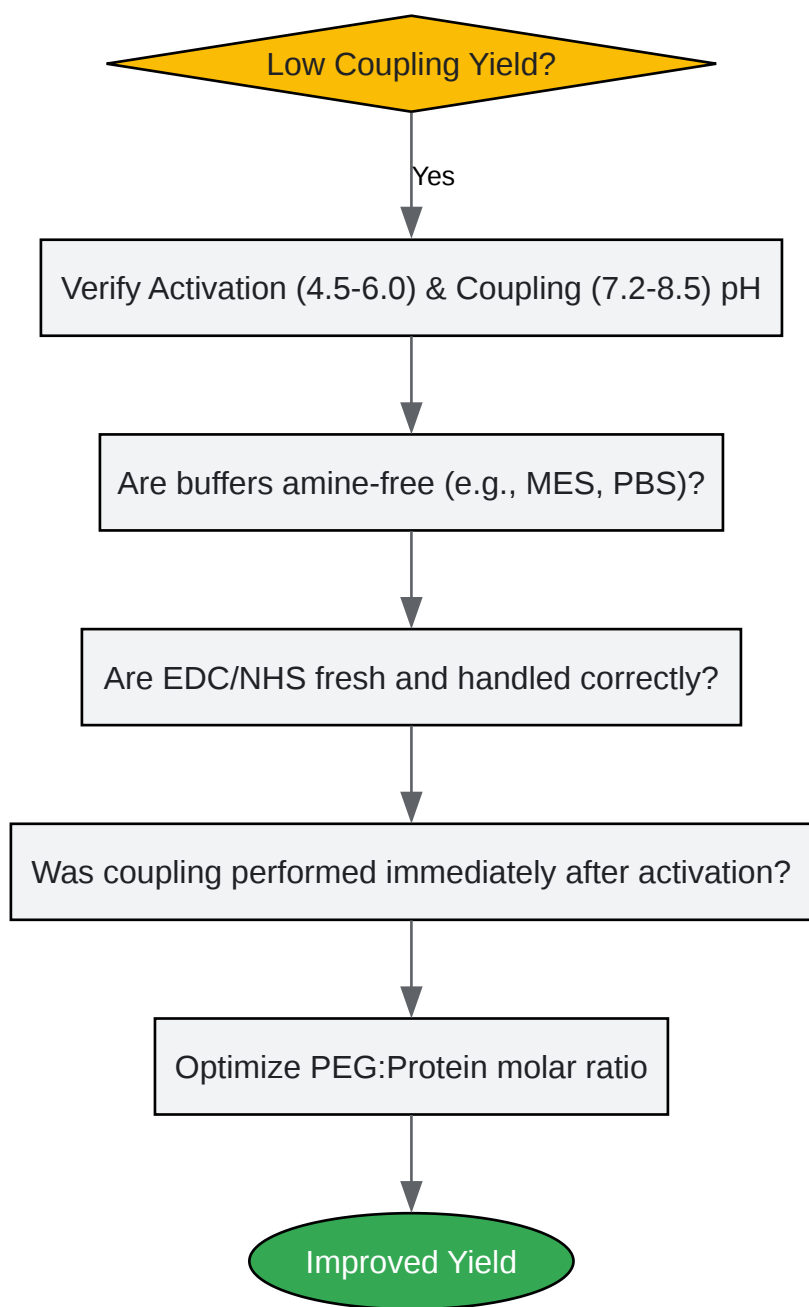 Low Coupling Yield?
Yes
Verify Activation (4.5-6.0) & Coupling (7.2-8.5) pH
Are buffers amine-free (e.g., MES, PBS)?
Are EDC/NHS fresh and handled correctly?
Was coupling performed immediately after activation?
Optimize PEG:Protein molar ratio
Improved Yield